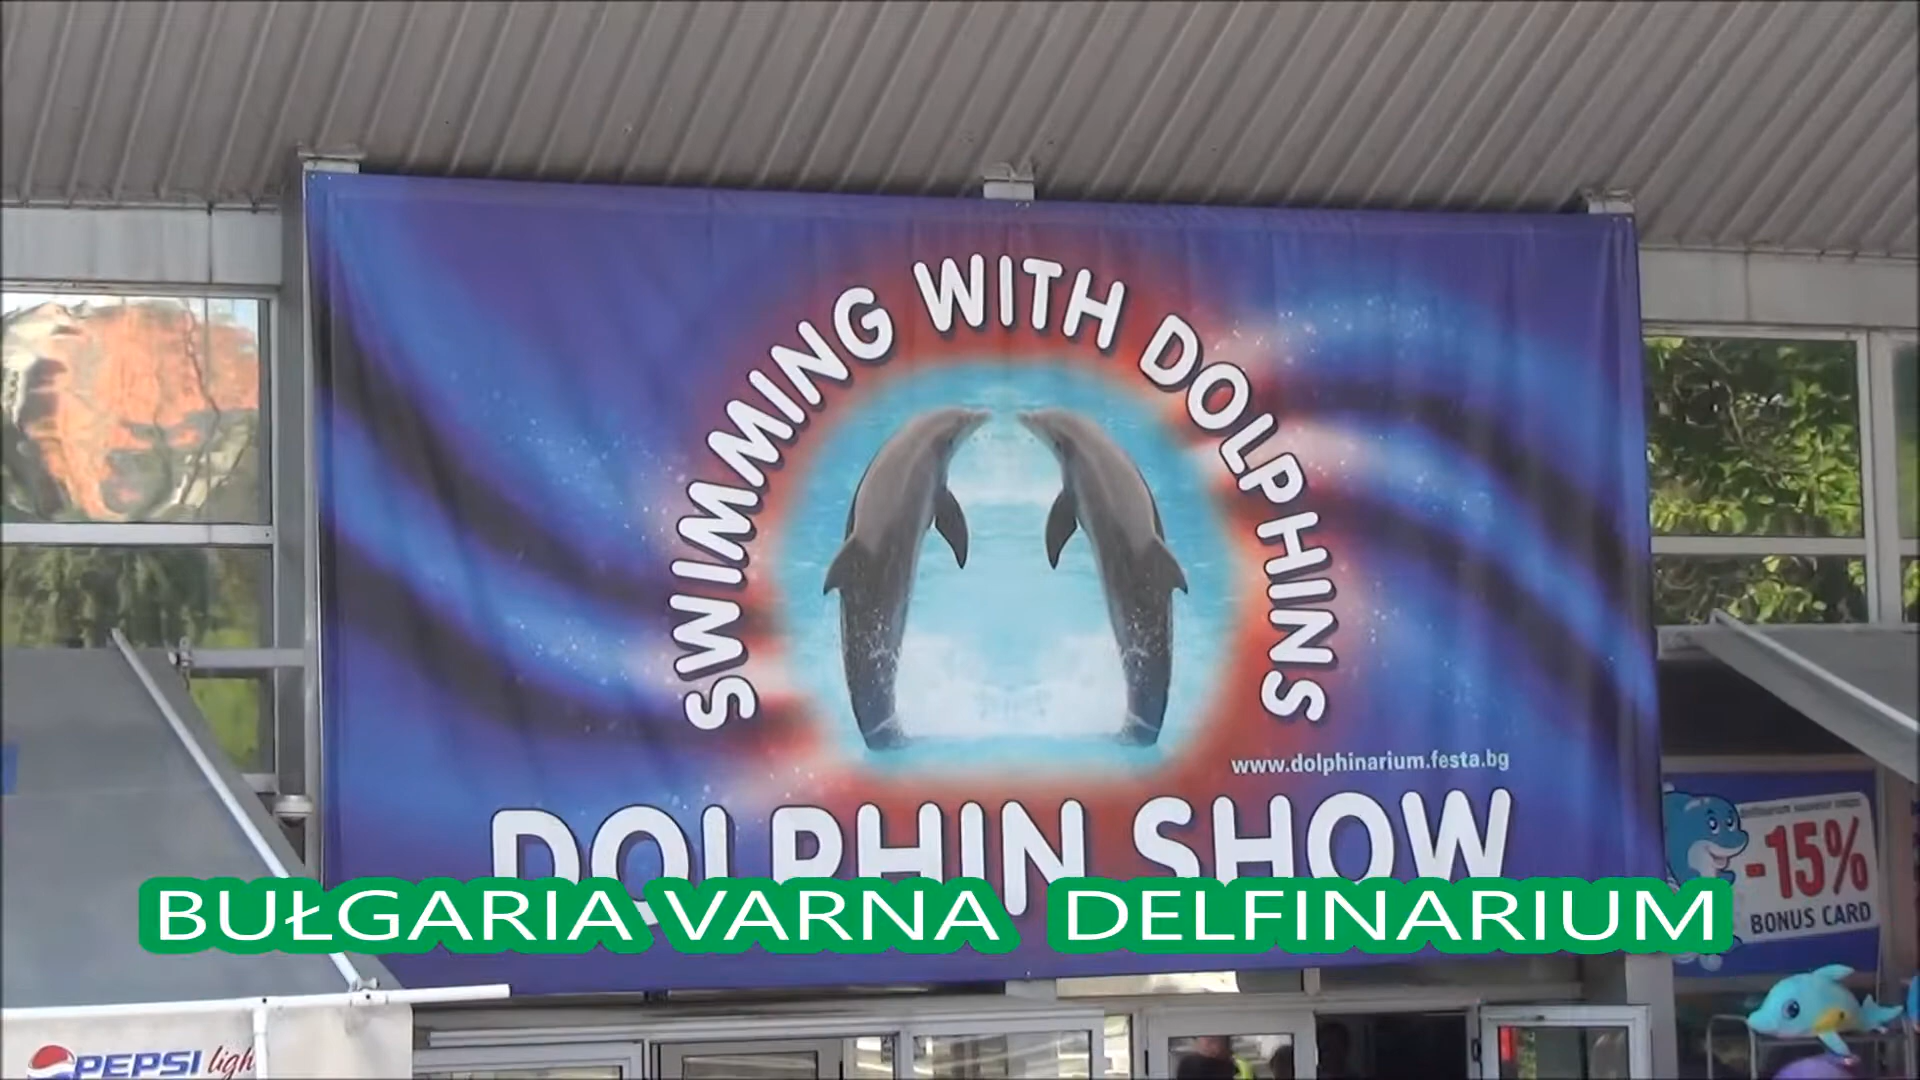 SWIMMING WITH DOLPHINS
www.dolphinarium.festa.bg
DOLPHIN SHOW
-15%
BONUS CARD
BUŁGARIA VARNA DELFINARIUM
PEPSI light